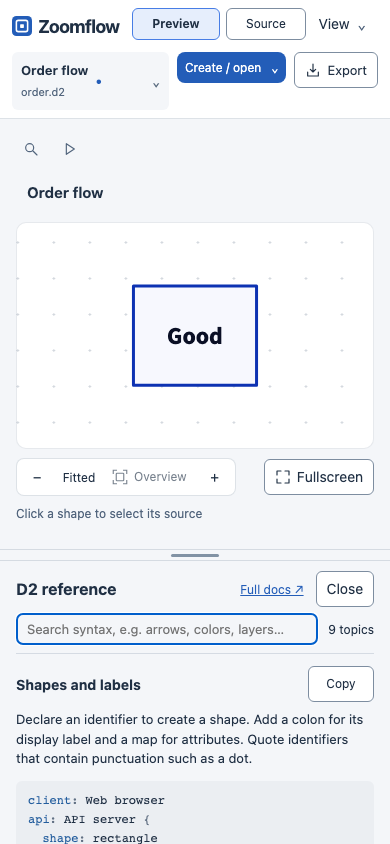 Zoomflow
Preview
Source
View
Order flow
order.d2
Create / open
Export
Order flow
Good
− Fitted Overview +
Fullscreen
Click a shape to select its source
D2 reference
Full docs ↗
Close
Search syntax, e.g. arrows, colors, layers...
9 topics
Shapes and labels
Copy
Declare an identifier to create a shape. Add a colon for its
display label and a map for attributes. Quote identifiers
that contain punctuation such as a dot.
client: Web browser
api: API server {
  shape: rectangle